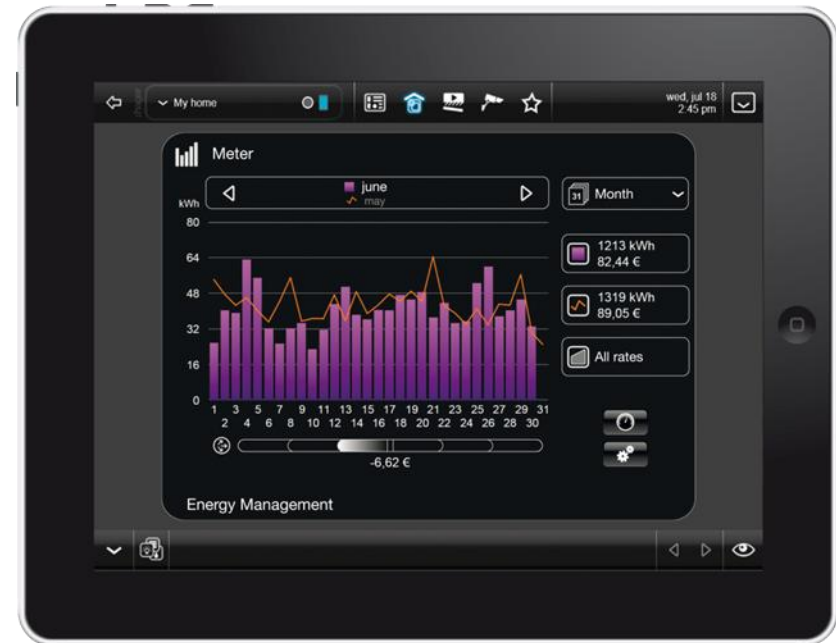 My home
wed, jul 18
2.45 pm
Meter
june
may
Month
31
kWh
80
64
48
32
16
0
1213 kWh
82,44 €
1319 kWh
89,05 €
All rates
1 3 5 7 9 11 13 15 17 19 21 23 25 27 29 31
2 4 6 8 10 12 14 16 18 20 22 24 26 28 30
-6,62 €
Energy Management